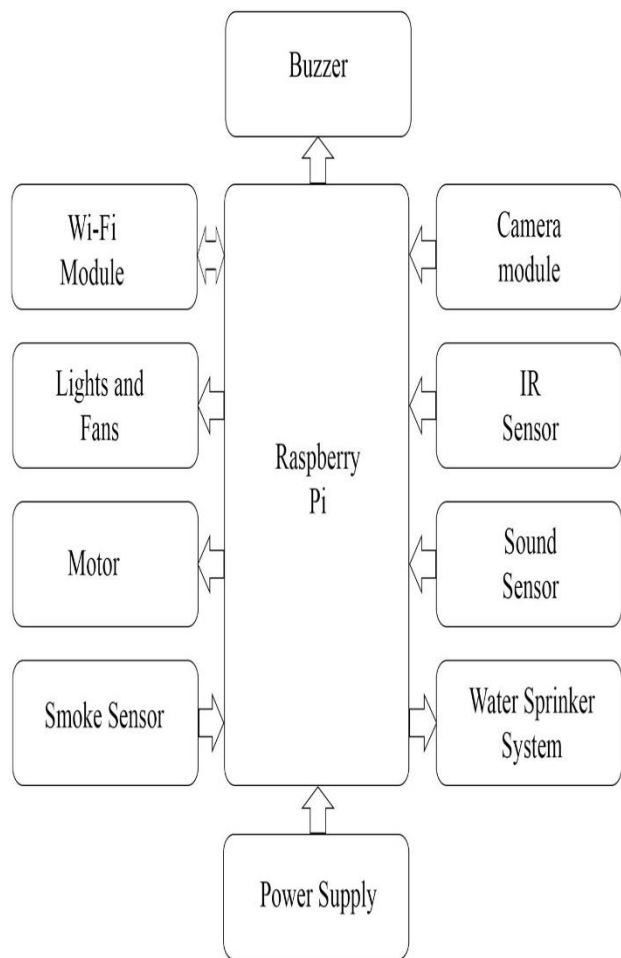 Buzzer
Wi-Fi
Module
Camera
module
Lights and
Fans
Raspberry
Pi
IR
Sensor
Motor
Sound
Sensor
Smoke Sensor
Water Sprinker
System
Power Supply